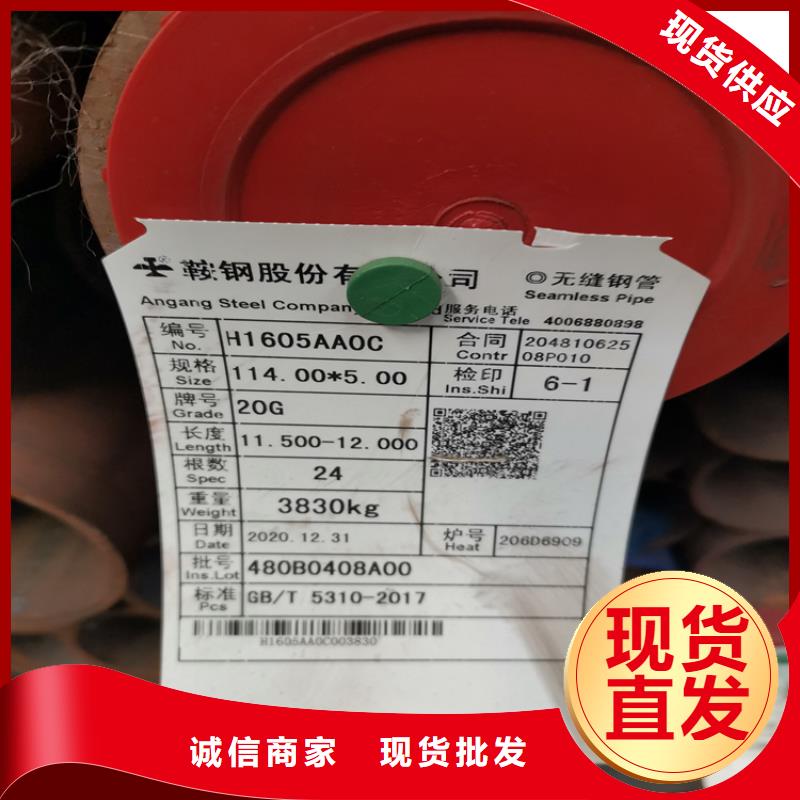 现货供应
鞍钢股份有 司
◎无缝钢管
Angang Steel Company
服务电话
Seamless Pipe
Service Tele 4006880898
编号 No. H1605AA0C 合同 Contr 204810625 08P010
规格 Size 114.00*5.00 检印 Ins.Shi 6-1
牌号 Grade 20G
长度 Length 11.500-12.000
根数 Spec 24
重量 Weight 3830kg
日期 Date 2020.12.31 炉号 Heat 206D6909
批号 Ins.Lot 480B0408A00
标准 Pcs GB/T 5310-2017
H1605AA0C003830
现货
直发
诚信商家 现货批发